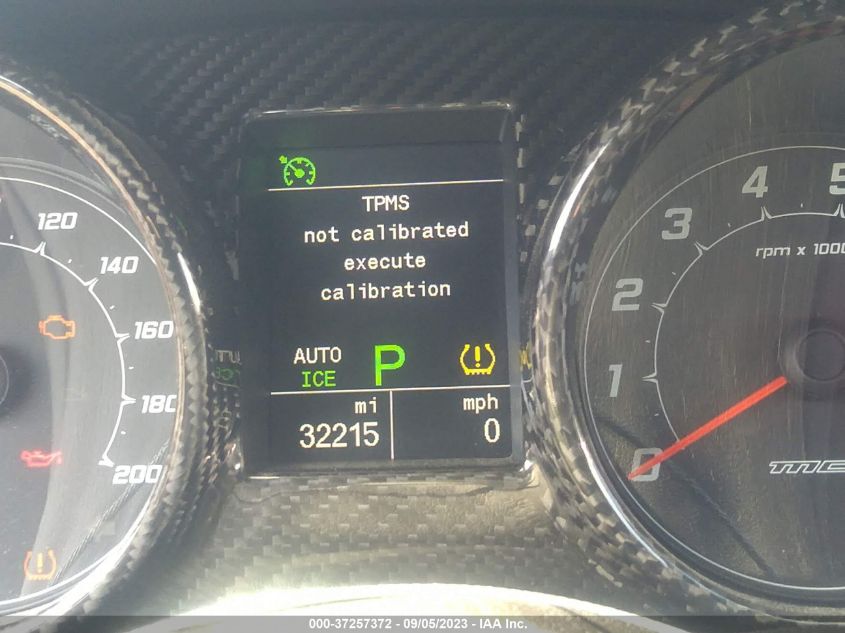 TPMS
not calibrated
execute
calibration
AUTO
ICE
P
mi
32215
mph
0
120
140
160
180
200
0
1
2
3
4
5
rpm x 1000
000-37257372 - 09/05/2023 - IAA Inc.